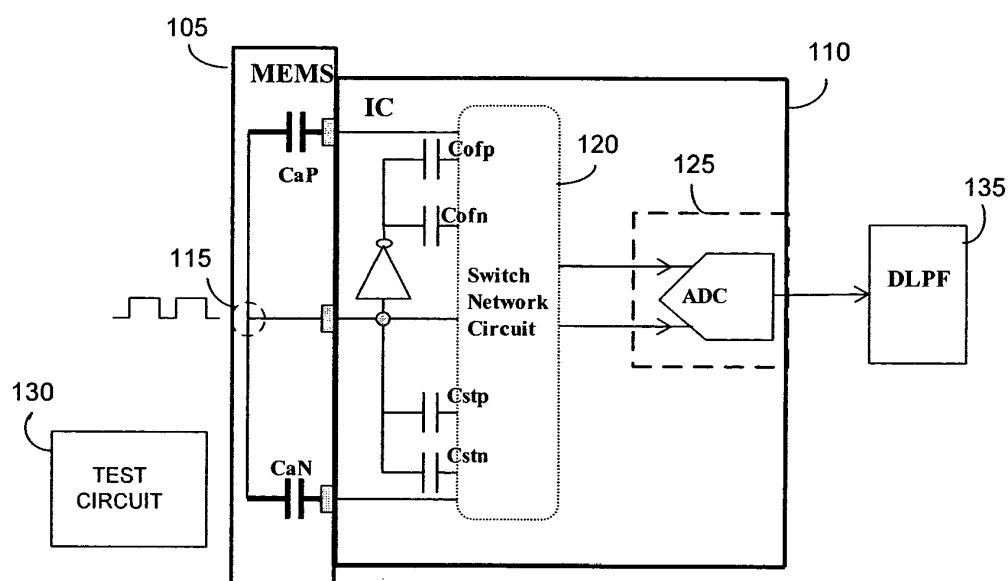 105
MEMS
110
IC
CaP
Cofp
120
125
135
Cofn
115
Switch
Network
Circuit
ADC
DLPF
130
Cstp
TEST
CIRCUIT
CaN
Cstn